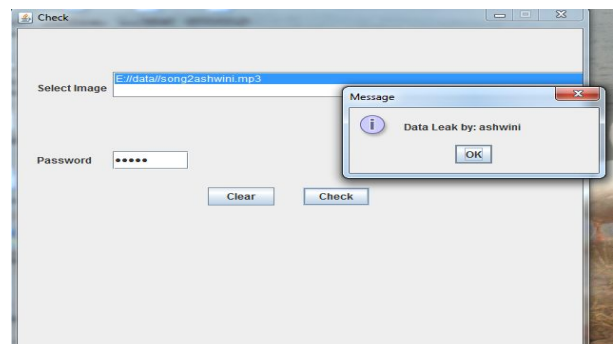 Check
Select Image
E://data//song2ashwini.mp3
Message
Data Leak by: ashwini
OK
Password
•••••
Clear
Check